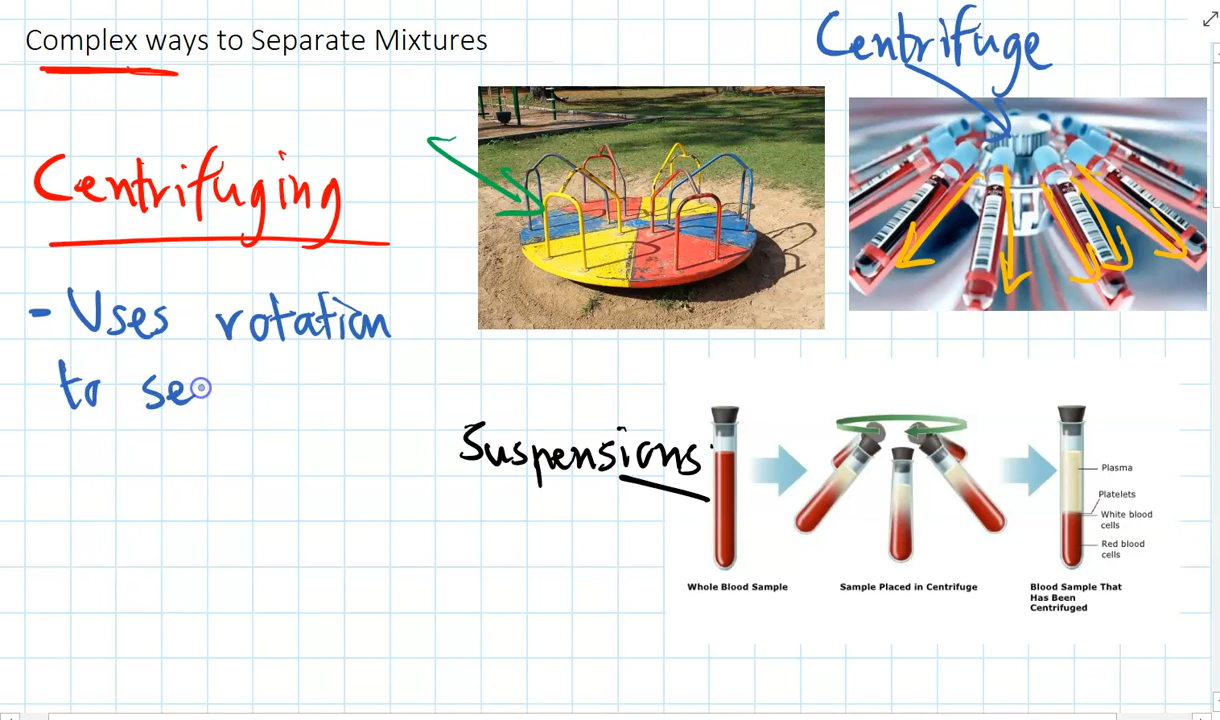 Complex ways to Separate Mixtures
Centrifuge
Centrifuging
- Uses rotation
to se
Suspensions
Plasma
Platelets
White blood
cells
Red blood
cells
Whole Blood Sample
Sample Placed in Centrifuge
Blood Sample That
Has Been
Centrifuged